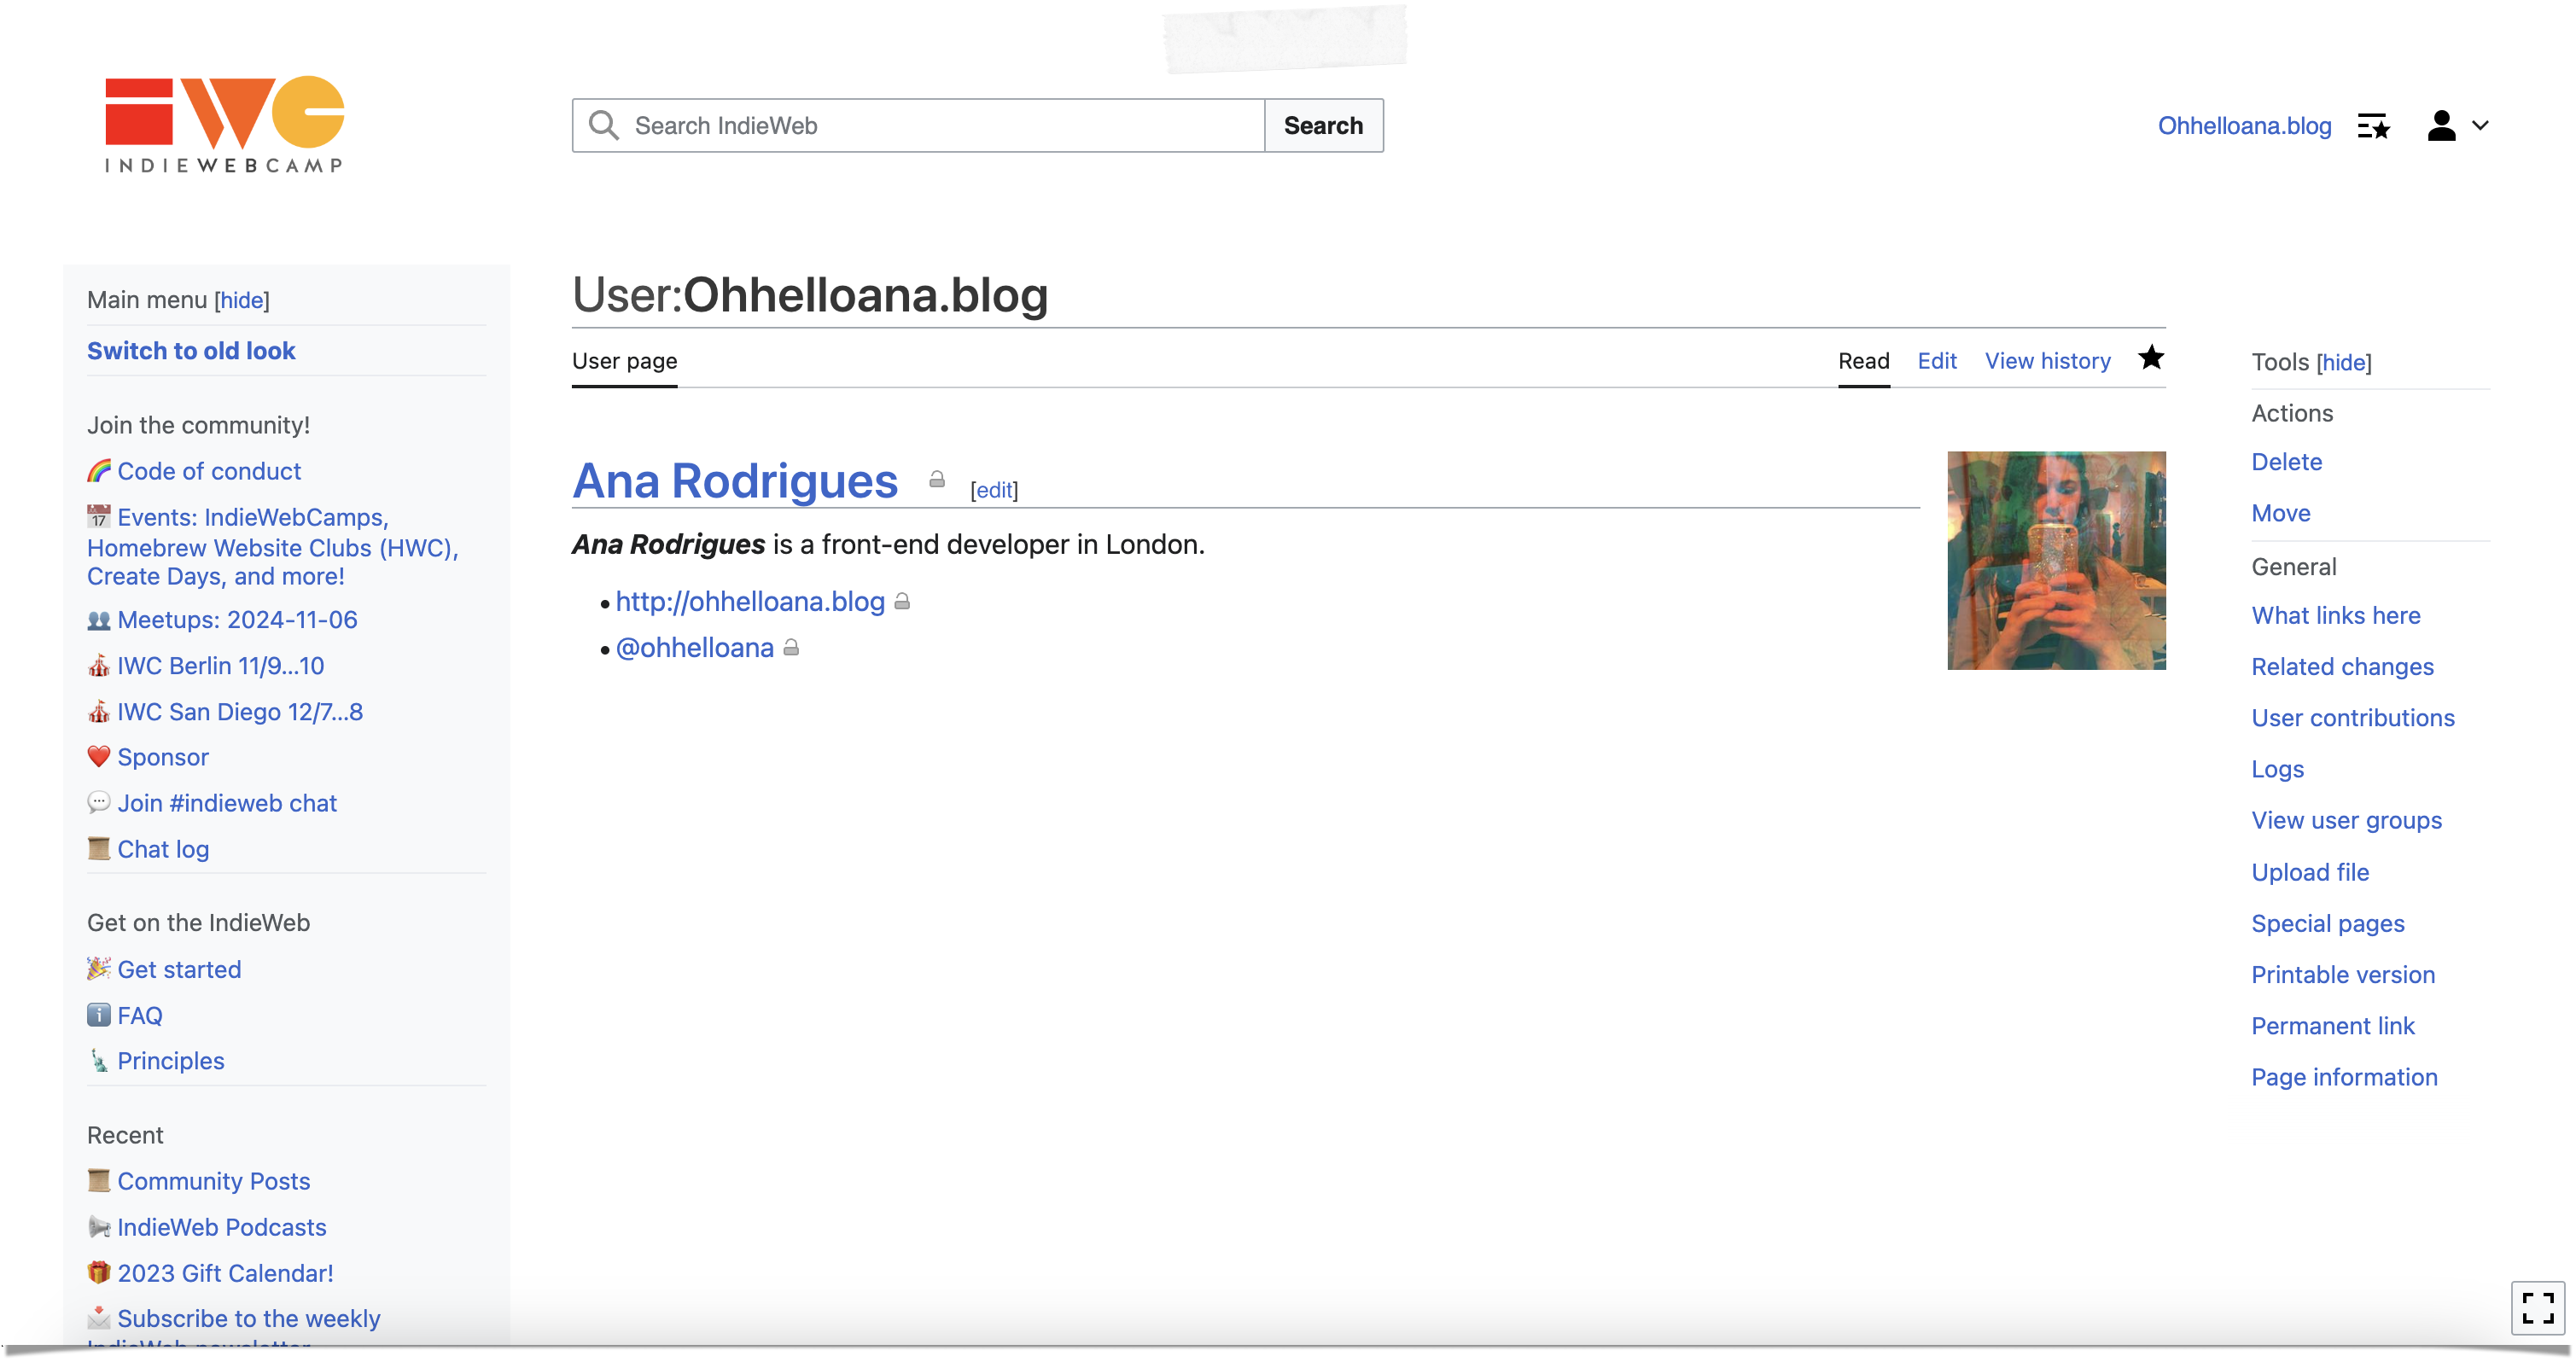 INDIEWEBCAMP
Search IndieWeb
Search
Ohhelloana.blog
Main menu [hide]
Switch to old look
Join the community!
Code of conduct
Events: IndieWebCamps,
Homebrew Website Clubs (HWC),
Create Days, and more!
Meetups: 2024-11-06
IWC Berlin 11/9...10
IWC San Diego 12/7...8
Sponsor
Join #indieweb chat
Chat log
Get on the IndieWeb
Get started
FAQ
Principles
Recent
Community Posts
IndieWeb Podcasts
2023 Gift Calendar!
Subscribe to the weekly
IndieWeb newsletter
User:Ohhelloana.blog
User page
Read
Edit
View history
Ana Rodrigues [edit]
Ana Rodrigues is a front-end developer in London.
• http://ohhelloana.blog
• @ohhelloana
Tools [hide]
Actions
Delete
Move
General
What links here
Related changes
User contributions
Logs
View user groups
Upload file
Special pages
Printable version
Permanent link
Page information